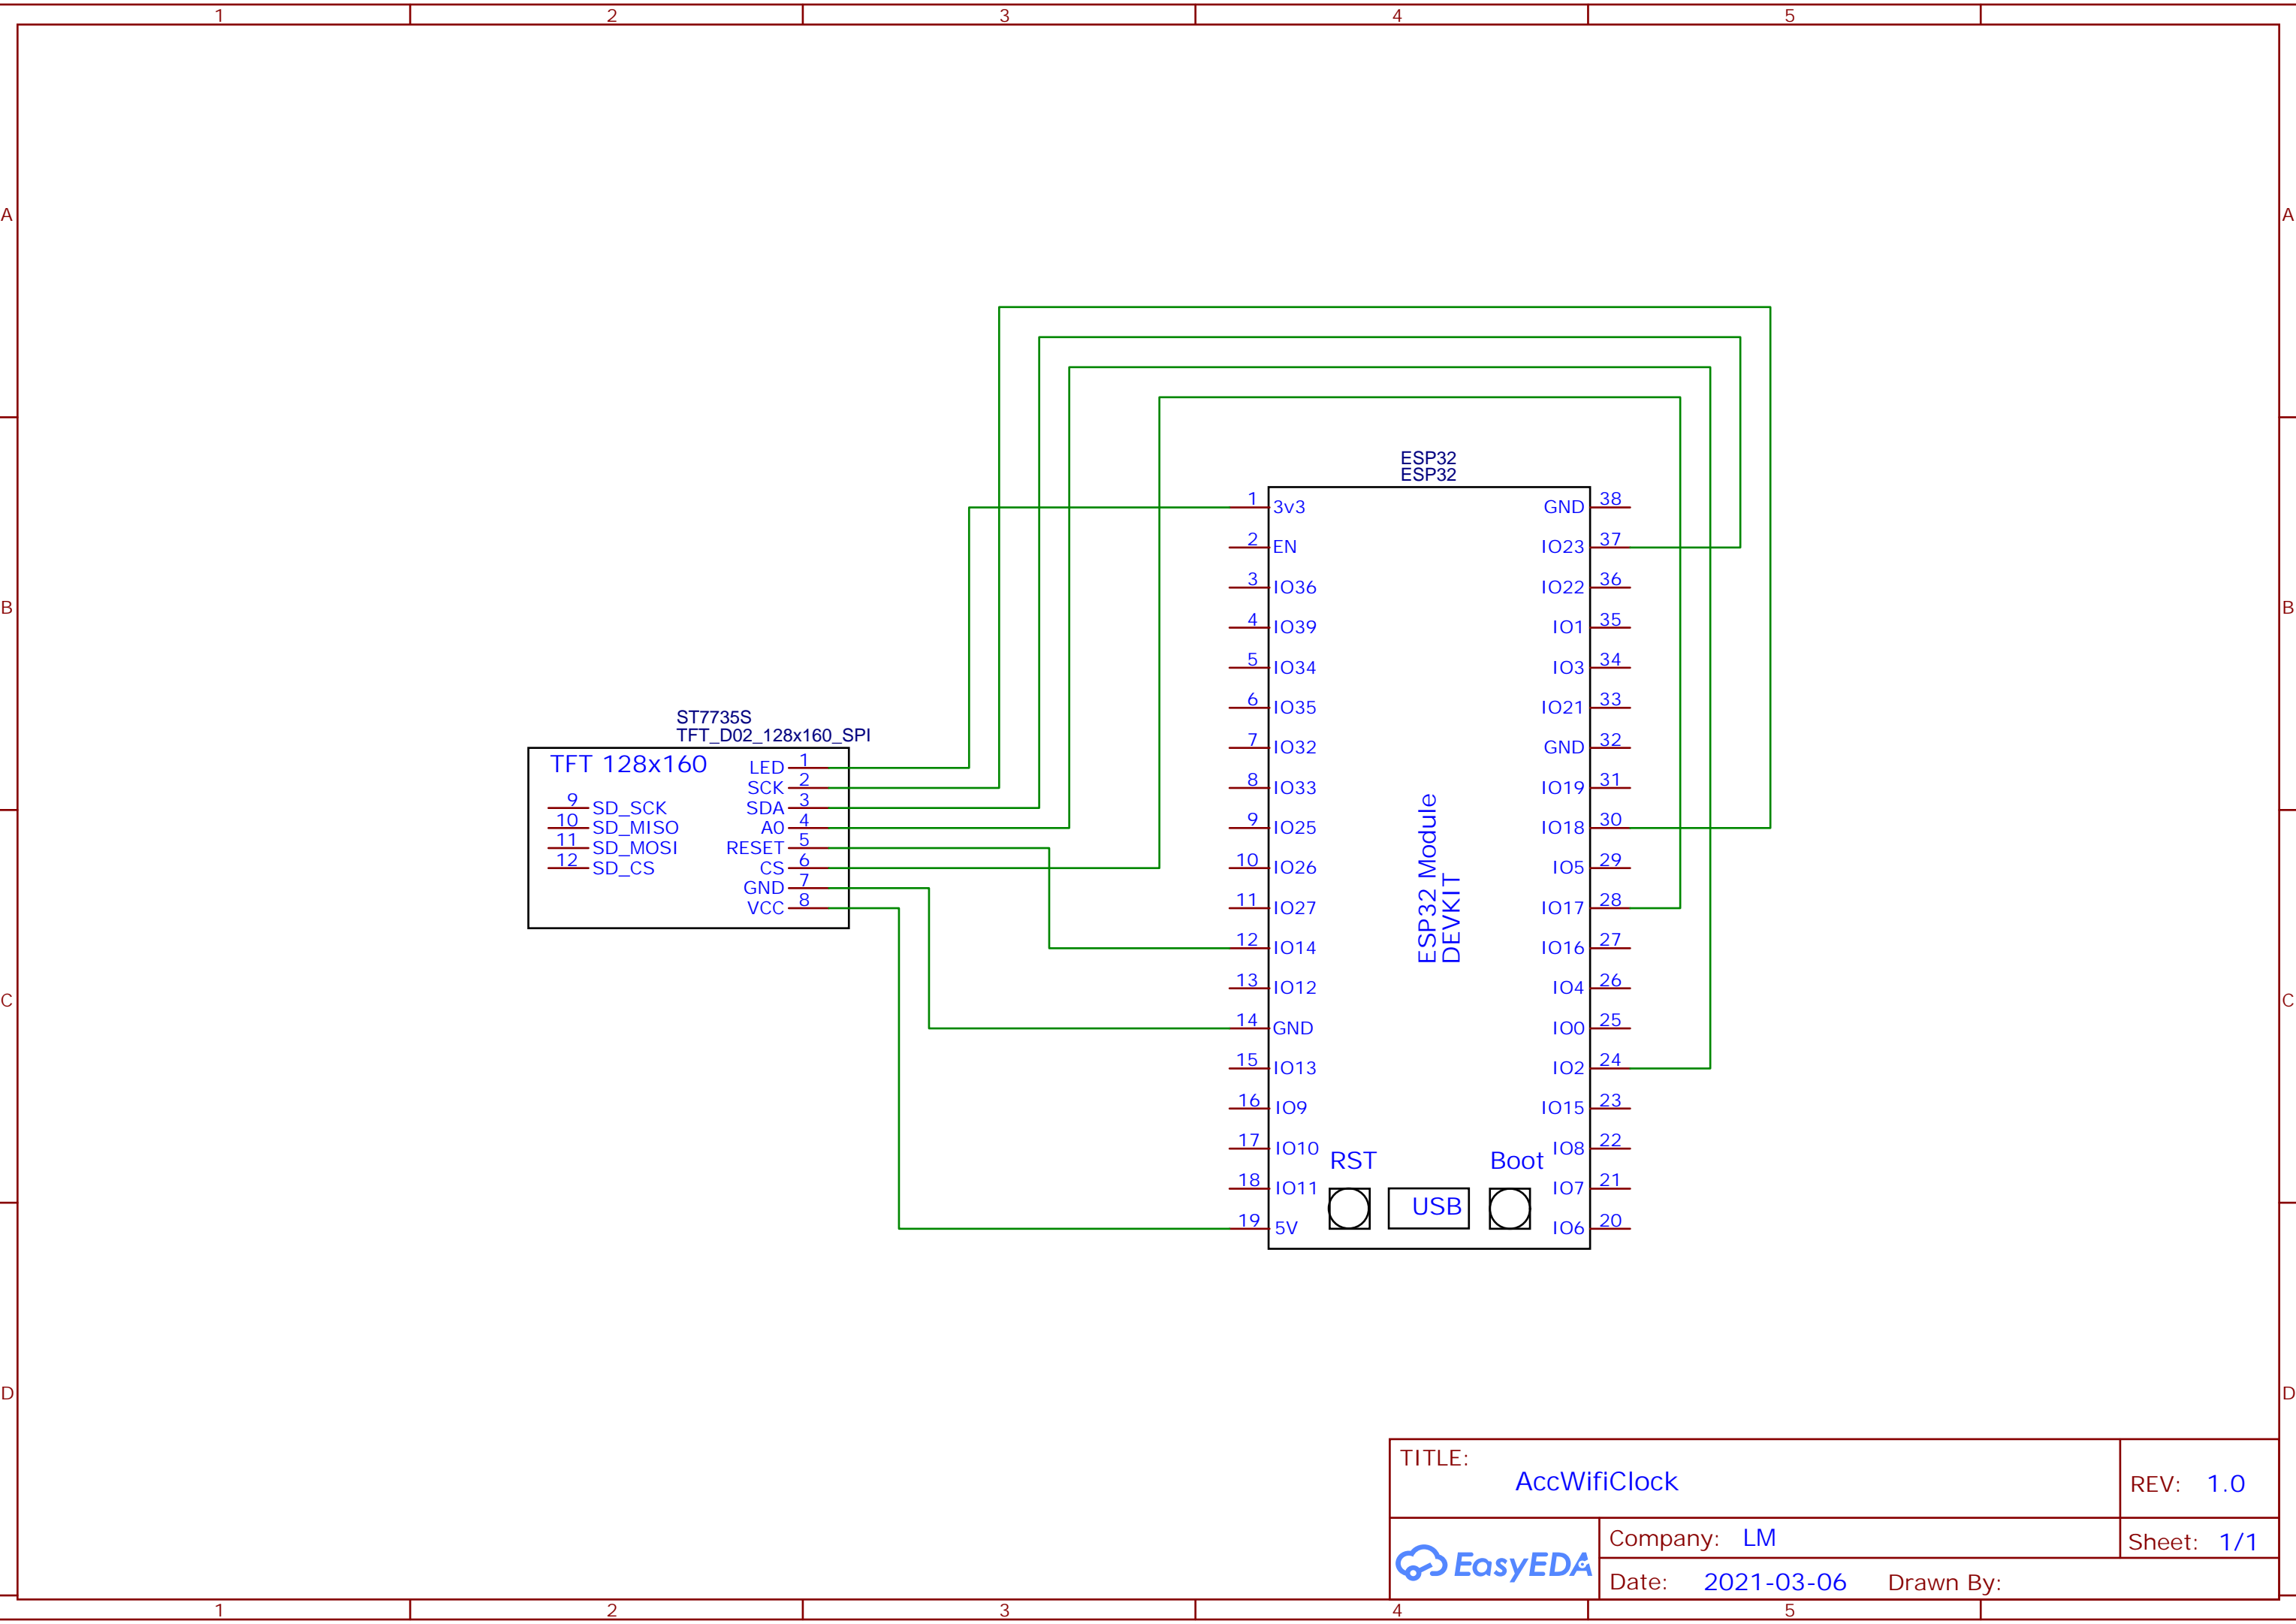 1 2 3 4 5
A A
B B
C C
D D
ESP32
ESP32
1 3v3 GND 38
2 EN IO23 37
3 IO36 IO22 36
4 IO39 IO1 35
5 IO34 IO3 34
6 IO35 IO21 33
7 IO32 GND 32
8 IO33 IO19 31
9 IO25 IO18 30
10 IO26 IO5 29
11 IO27 IO17 28
12 IO14 IO16 27
13 IO12 IO4 26
14 GND IO0 25
15 IO13 IO2 24
16 IO9 IO15 23
17 IO10 IO8 22
18 IO11 IO7 21
19 5V IO6 20
ESP32 Module
DEVKIT
RST Boot
USB
ST7735S
TFT_D02_128x160_SPI
TFT 128x160
LED 1
SCK 2
9 SD_SCK SDA 3
10 SD_MISO A0 4
11 SD_MOSI RESET 5
12 SD_CS CS 6
GND 7
VCC 8
TITLE:
AccWifiClock
REV: 1.0
EasyEDA
Company: LM
Sheet: 1/1
Date: 2021-03-06 Drawn By:
1 2 3 4 5